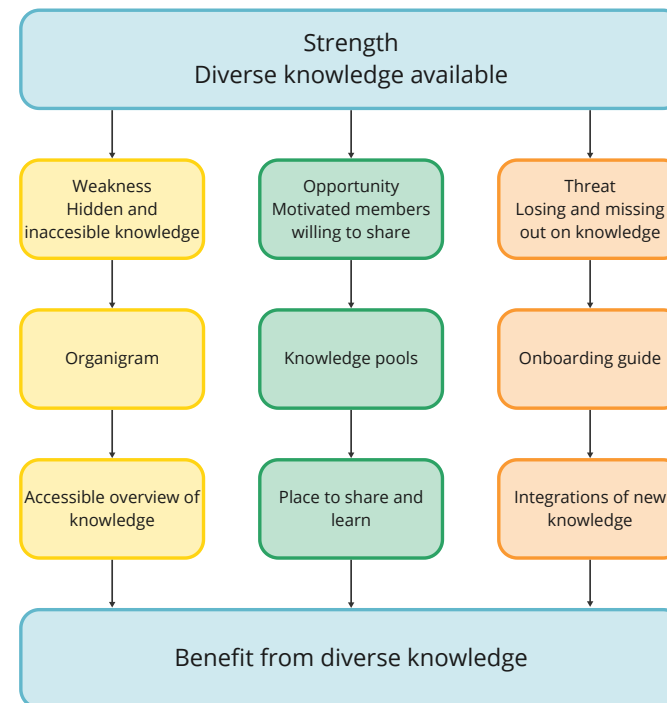 Strength
Diverse knowledge available
Weakness
Hidden and
inaccesible knowledge
Opportunity
Motivated members
willing to share
Threat
Losing and missing
out on knowledge
Organigram
Knowledge pools
Onboarding guide
Accessible overview of
knowledge
Place to share and
learn
Integrations of new
knowledge
Benefit from diverse knowledge